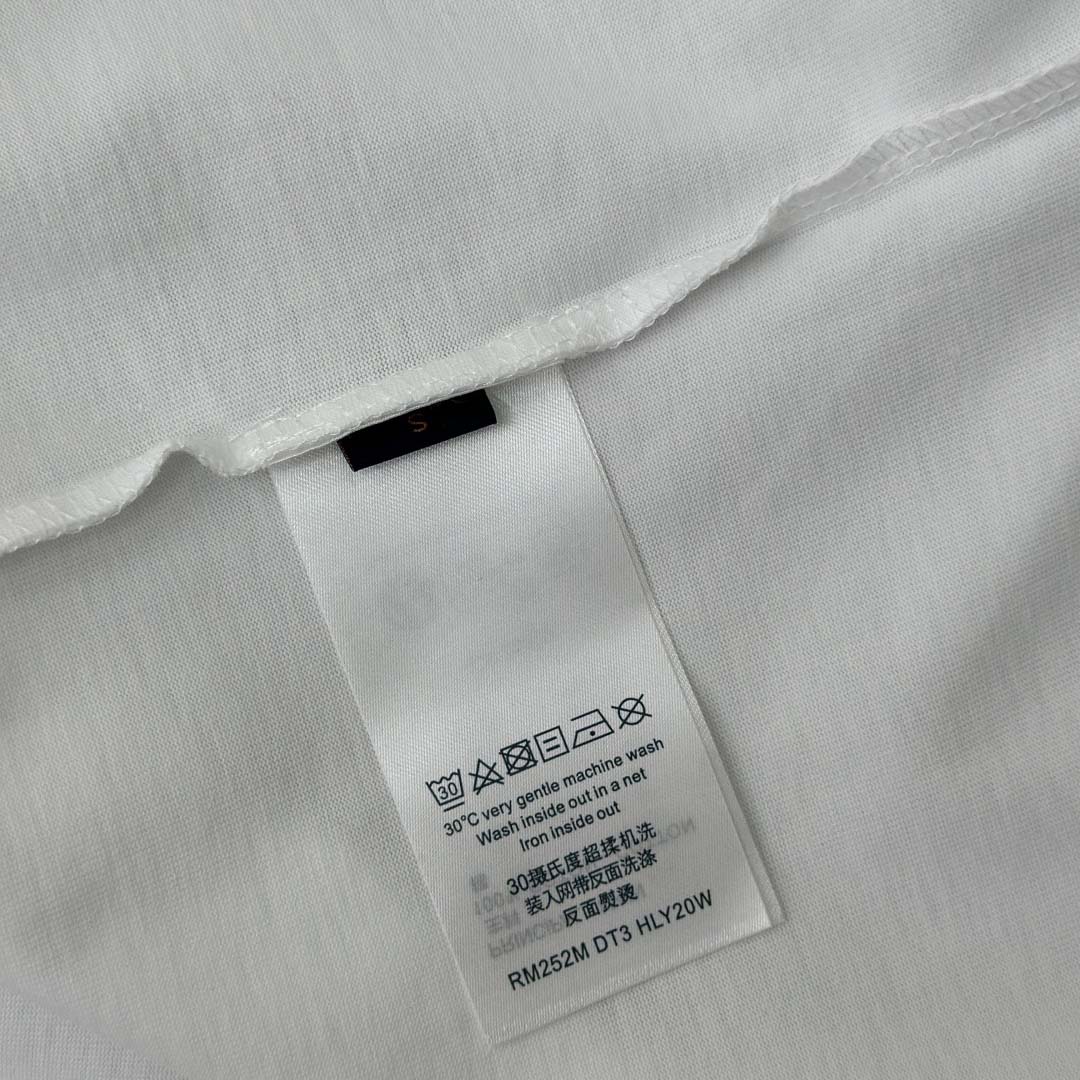 S
30
30°C very gentle machine wash
Wash inside out in a net
Iron inside out
30摄氏度超揉机洗
装入网带反面洗涤
反面熨烫
RM252M DT3 HLY20W